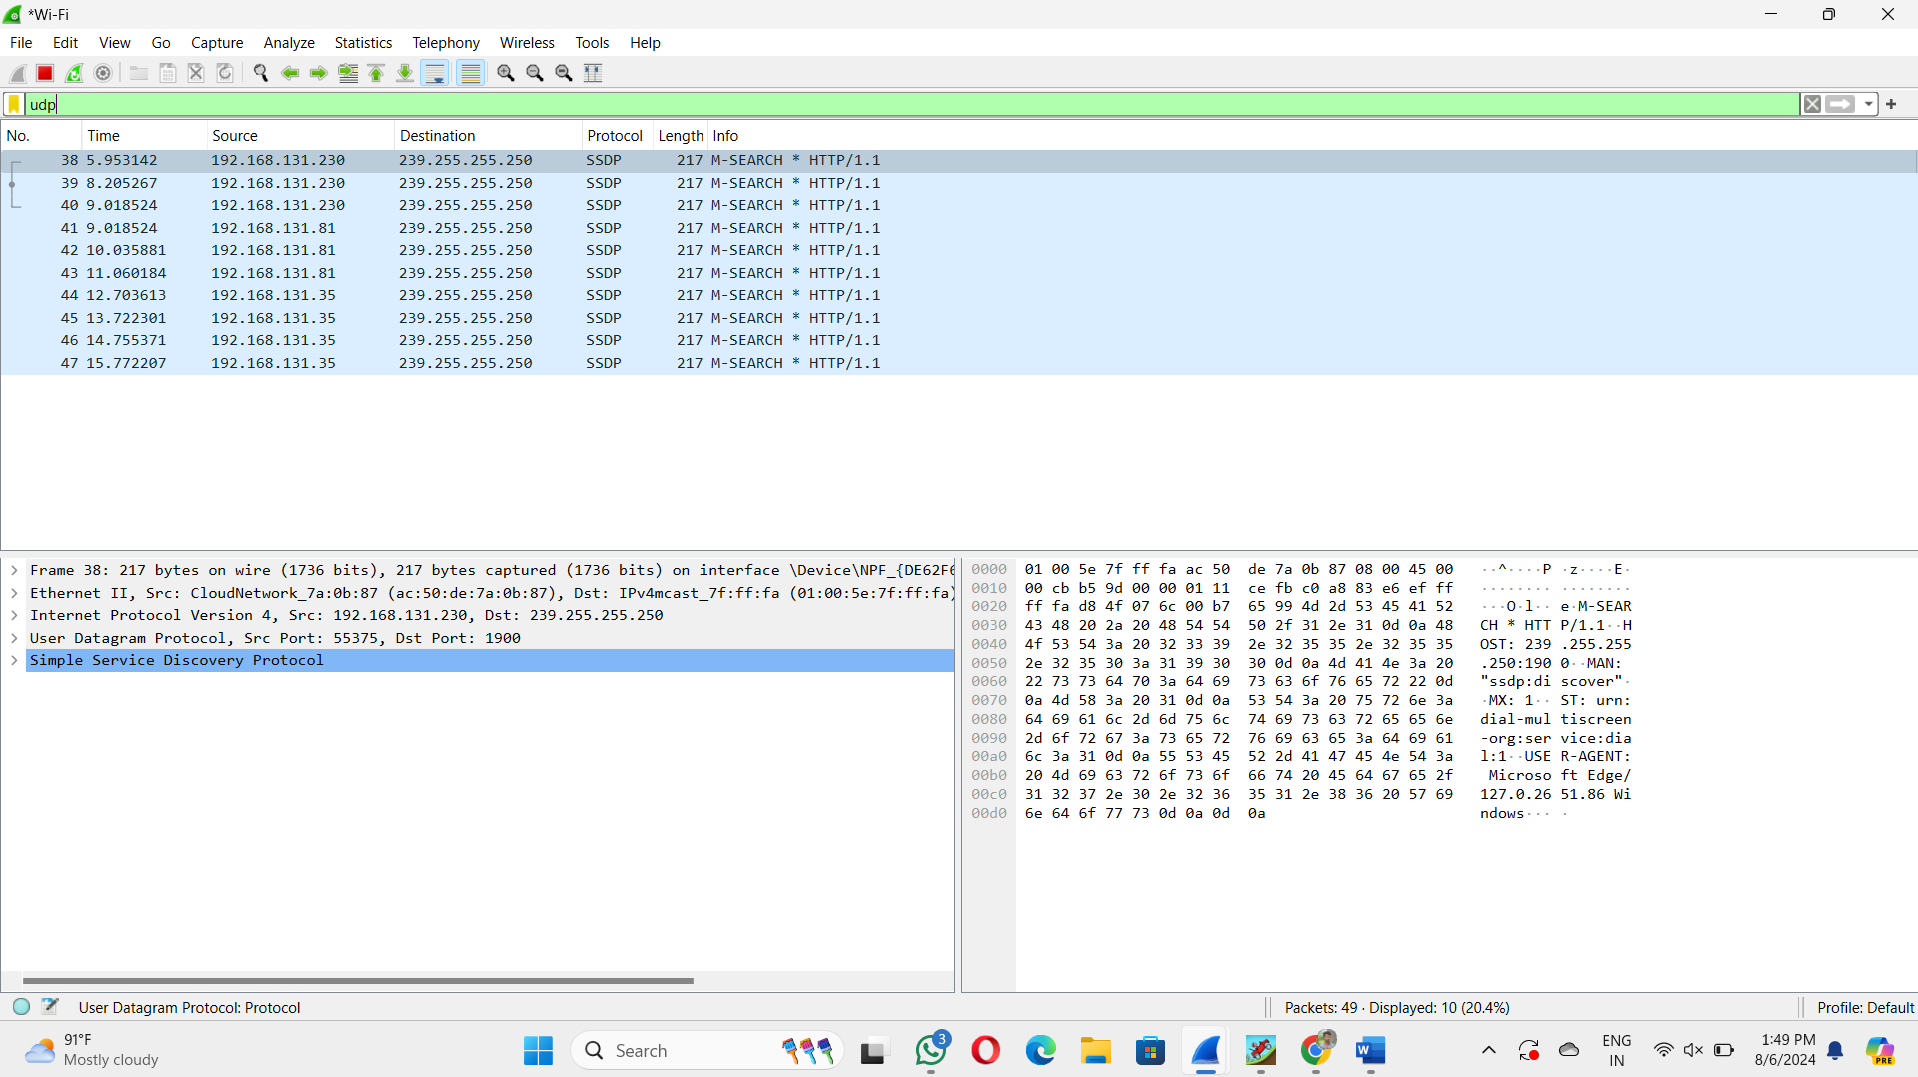 *Wi-Fi
File Edit View Go Capture Analyze Statistics Telephony Wireless Tools Help
udp
No. Time Source Destination Protocol Length Info
38 5.953142 192.168.131.230 239.255.255.250 SSDP 217 M-SEARCH * HTTP/1.1
39 8.205267 192.168.131.230 239.255.255.250 SSDP 217 M-SEARCH * HTTP/1.1
40 9.018524 192.168.131.230 239.255.255.250 SSDP 217 M-SEARCH * HTTP/1.1
41 9.018524 192.168.131.81 239.255.255.250 SSDP 217 M-SEARCH * HTTP/1.1
42 10.035881 192.168.131.81 239.255.255.250 SSDP 217 M-SEARCH * HTTP/1.1
43 11.060184 192.168.131.81 239.255.255.250 SSDP 217 M-SEARCH * HTTP/1.1
44 12.703613 192.168.131.35 239.255.255.250 SSDP 217 M-SEARCH * HTTP/1.1
45 13.722301 192.168.131.35 239.255.255.250 SSDP 217 M-SEARCH * HTTP/1.1
46 14.755371 192.168.131.35 239.255.255.250 SSDP 217 M-SEARCH * HTTP/1.1
47 15.772207 192.168.131.35 239.255.255.250 SSDP 217 M-SEARCH * HTTP/1.1
Frame 38: 217 bytes on wire (1736 bits), 217 bytes captured (1736 bits) on interface \Device\NPF_{DE62F6
Ethernet II, Src: CloudNetwork_7a:0b:87 (ac:50:de:7a:0b:87), Dst: IPv4mcast_7f:ff:fa (01:00:5e:7f:ff:fa)
Internet Protocol Version 4, Src: 192.168.131.230, Dst: 239.255.255.250
User Datagram Protocol, Src Port: 55375, Dst Port: 1900
Simple Service Discovery Protocol
0000 01 00 5e 7f ff fa ac 50 de 7a 0b 87 08 00 45 00 ··^····P ·z····E·
0010 00 cb b5 9d 00 00 01 11 ce fb c0 a8 83 e6 ef ff ········ ········
0020 ff fa d8 4f 07 6c 00 b7 65 99 4d 2d 53 45 41 52 ···O·l·· e·M-SEAR
0030 43 48 20 2a 20 48 54 54 50 2f 31 2e 31 0d 0a 48 CH * HTT P/1.1··H
0040 4f 53 54 3a 20 32 33 39 2e 32 35 35 2e 32 35 35 OST: 239 .255.255
0050 2e 32 35 30 3a 31 39 30 30 0d 0a 4d 41 4e 3a 20 .250:190 0··MAN:
0060 22 73 73 64 70 3a 64 69 73 63 6f 76 65 72 22 0d "ssdp:di scover"·
0070 0a 4d 58 3a 20 31 0d 0a 53 54 3a 20 75 72 6e 3a ·MX: 1·· ST: urn:
0080 64 69 61 6c 2d 6d 75 6c 74 69 73 63 72 65 65 6e dial-mul tiscreen
0090 2d 6f 72 67 3a 73 65 72 76 69 63 65 3a 64 69 61 -org:ser vice:dia
00a0 6c 3a 31 0d 0a 55 53 45 52 2d 41 47 45 4e 54 3a l:1··USE R-AGENT:
00b0 20 4d 69 63 72 6f 73 6f 66 74 20 45 64 67 65 2f Microso ft Edge/
00c0 31 32 37 2e 30 2e 32 36 35 31 2e 38 36 20 57 69 127.0.26 51.86 Wi
00d0 6e 64 6f 77 73 0d 0a 0d 0a ndows··· ·
User Datagram Protocol: Protocol
Packets: 49 · Displayed: 10 (20.4%)
Profile: Default
91°F
Mostly cloudy
Search
3
ENG
IN
1:49 PM
8/6/2024
PRE